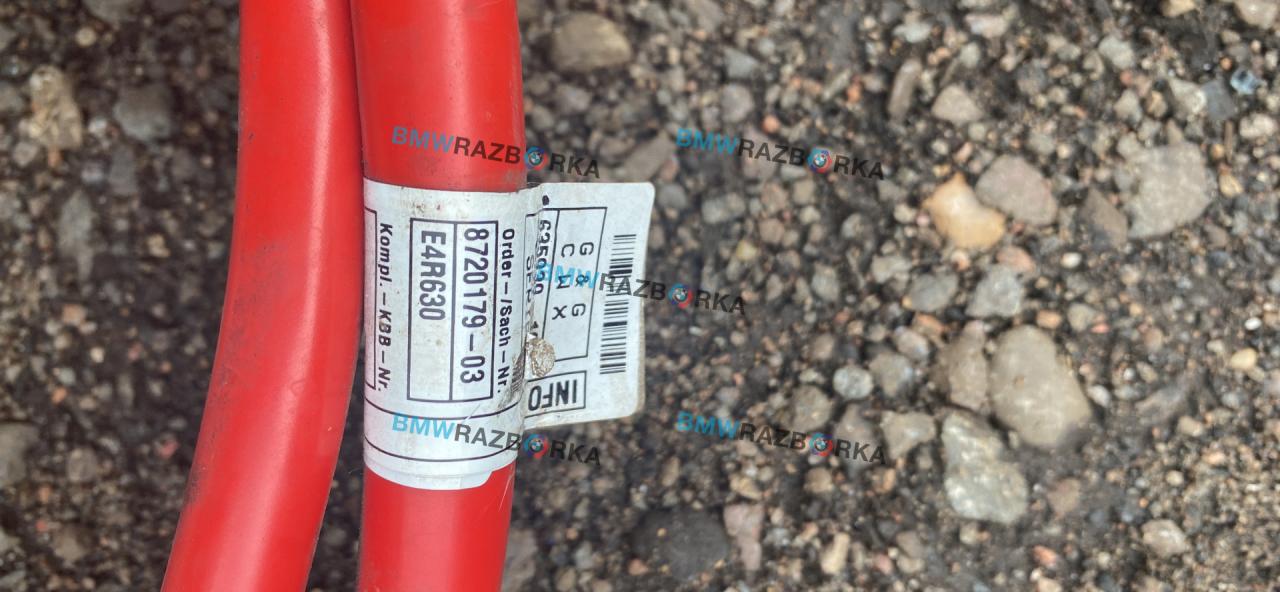 Order-/Sach-Nr.
8720179-03
E4R630
Kompl.-KBB-Nr.
G & G
C W X
INFO
BMWRAZBORKA
BMWRAZBORKA
BMWRAZBORKA
BMWRAZBORKA
BMWRAZBORKA